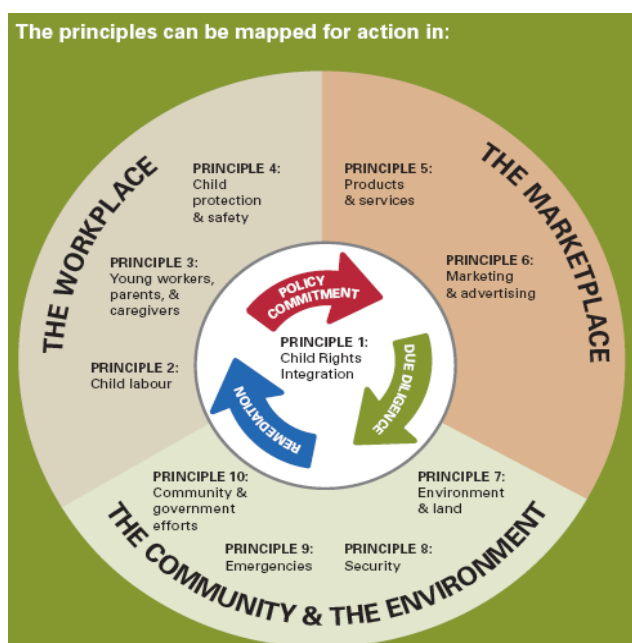 The principles can be mapped for action in:
THE WORKPLACE
PRINCIPLE 4:
Child
protection
& safety
PRINCIPLE 3:
Young workers,
parents, &
caregivers
PRINCIPLE 2:
Child labour
THE MARKETPLACE
PRINCIPLE 5:
Products
& services
PRINCIPLE 6:
Marketing
& advertising
POLICY
COMMITMENT
PRINCIPLE 1:
Child Rights
Integration
DUE DILIGENCE
REMEDIATION
PRINCIPLE 10:
Community &
government
efforts
PRINCIPLE 9:
Emergencies
PRINCIPLE 8:
Security
PRINCIPLE 7:
Environment
& land
THE COMMUNITY & THE ENVIRONMENT